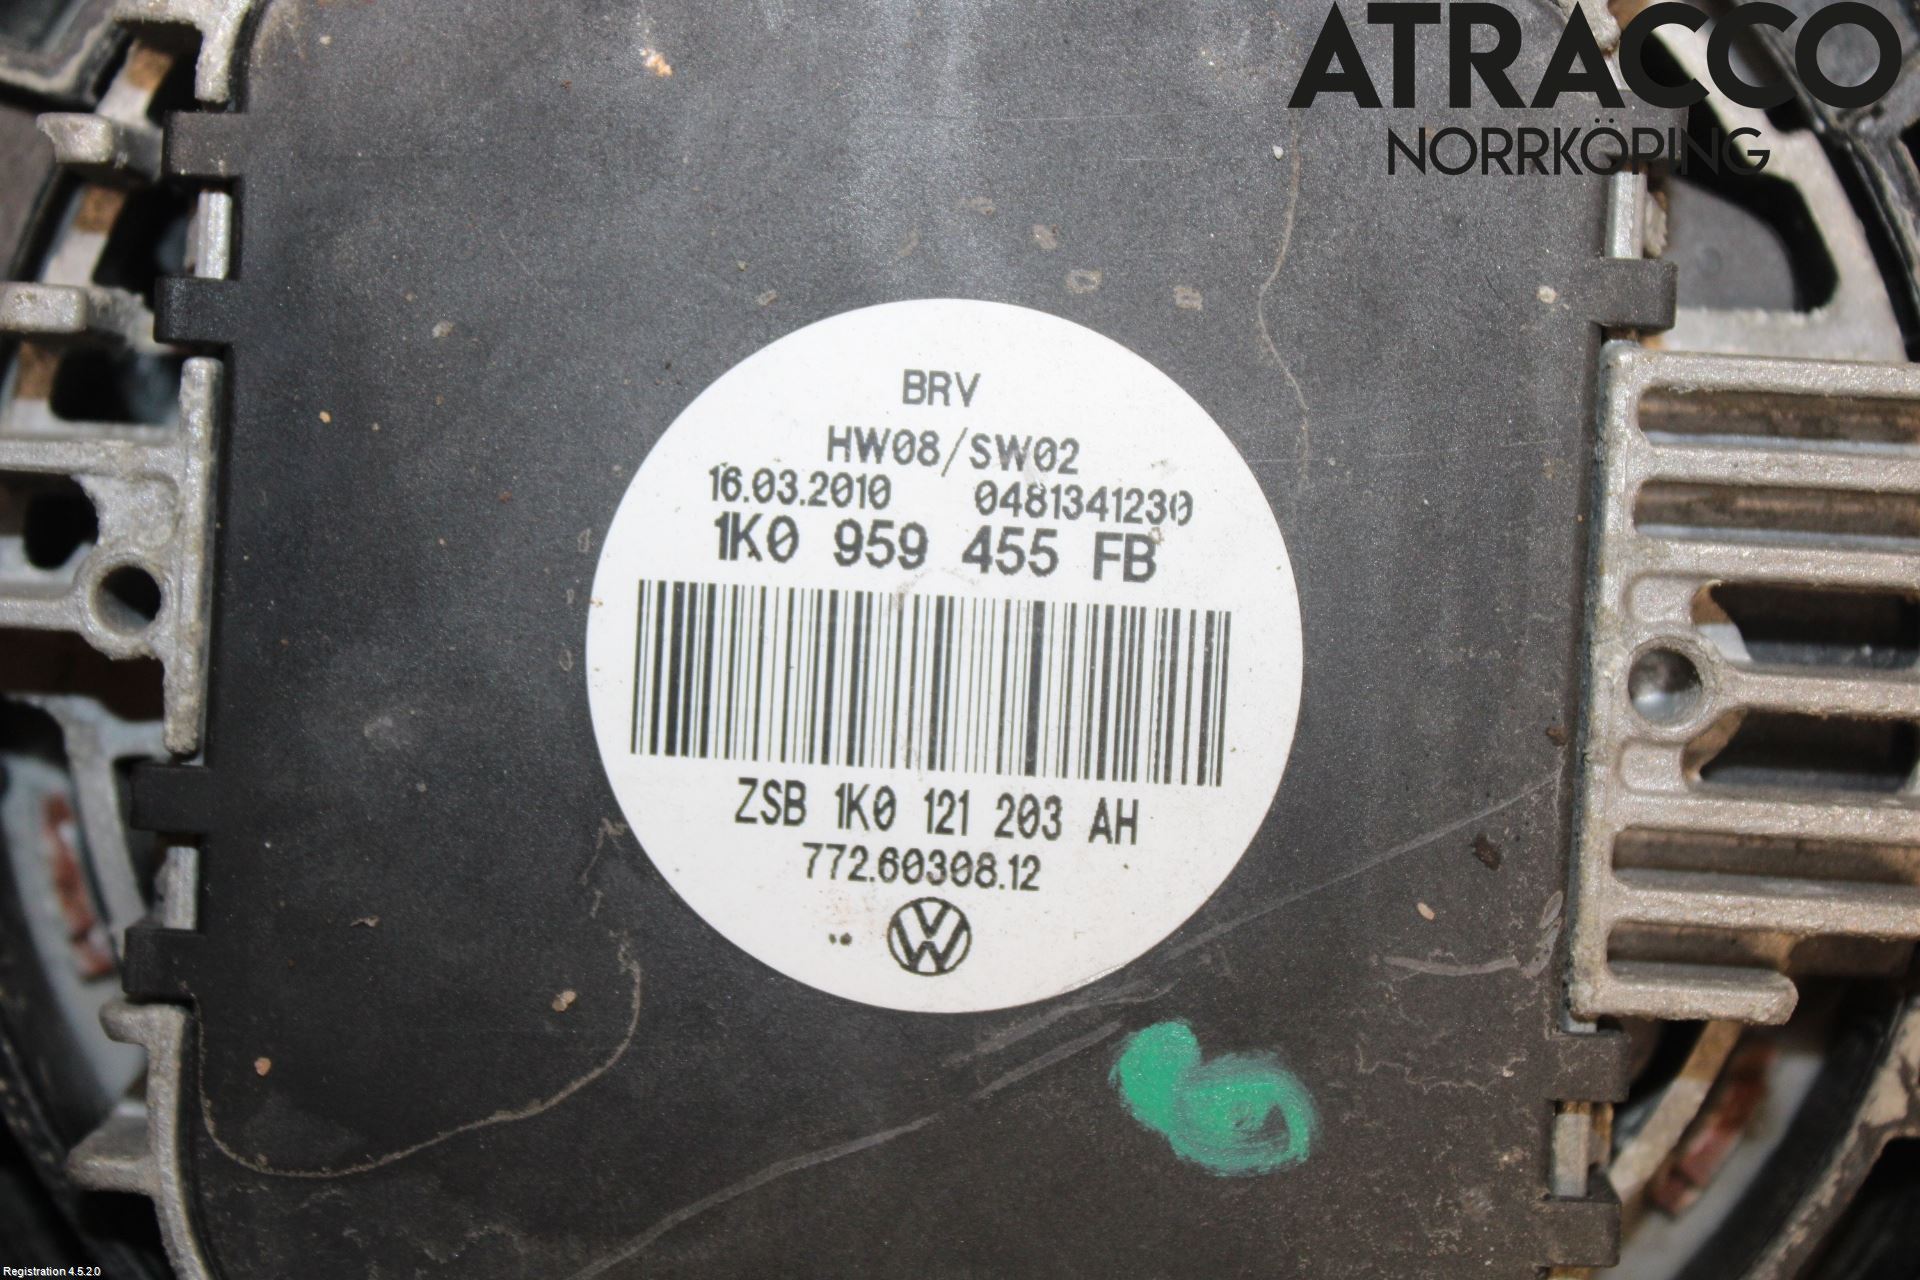 ATRACCO
NORRKÖPING
BRV
HW08/SW02
16.03.2010 0481341230
1K0 959 455 FB
ZSB 1K0 121 203 AH
772.60308.12
VW
Registration 4.5.2.0